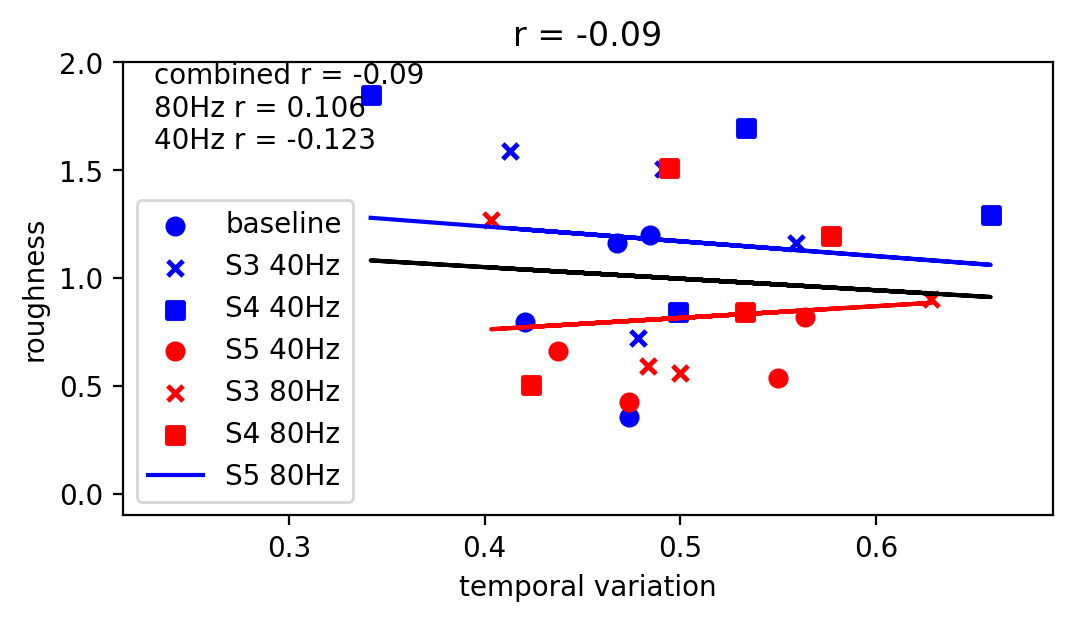 r = -0.09
combined r = -0.09
80Hz r = 0.106
40Hz r = -0.123
2.0
1.5
1.0
0.5
0.0
roughness
baseline
S3 40Hz
S4 40Hz
S5 40Hz
S3 80Hz
S4 80Hz
S5 80Hz
0.3 0.4 0.5 0.6
temporal variation